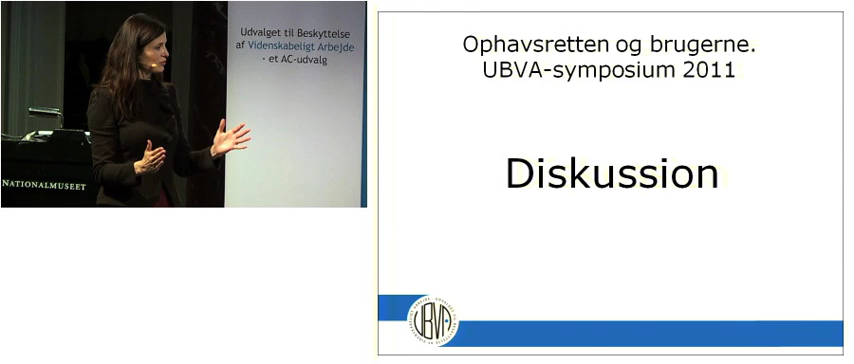 Udvalget til Beskyttelse
af Videnskabeligt Arbejde
- et AC-udvalg
NATIONALMUSEET
Ophavsretten og brugerne.
UBVA-symposium 2011
Diskussion
UBVA